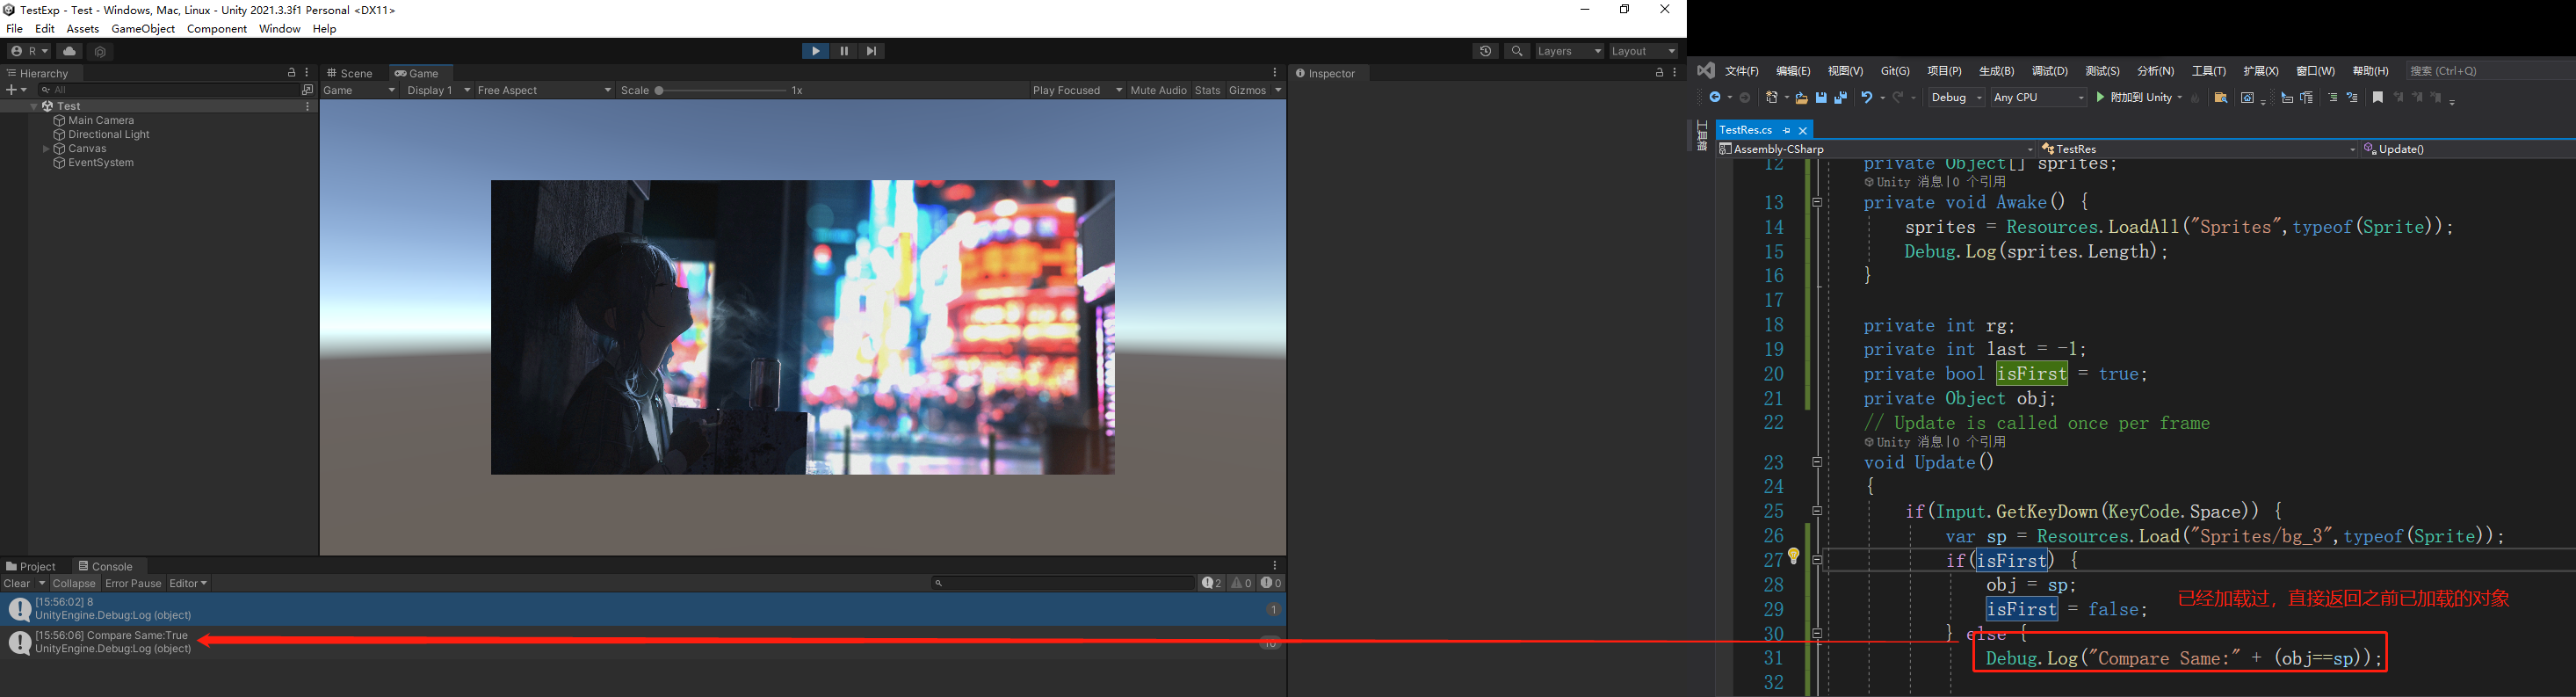 TestExp - Test - Windows, Mac, Linux - Unity 2021.3.3f1 Personal <DX11>
File Edit Assets GameObject Component Window Help
R
Layers
Layout
Hierarchy
All
Test
Main Camera
Directional Light
Canvas
EventSystem
Scene
Game
Game
Display 1
Free Aspect
Scale
1x
Play Focused
Mute Audio
Stats
Gizmos
Inspector
Project
Console
Clear
Collapse
Error Pause
Editor
2
0
0
[15:56:02] 8
UnityEngine.Debug:Log (object)
1
[15:56:06] Compare Same:True
UnityEngine.Debug:Log (object)
文件(F) 编辑(E) 视图(V) Git(G) 项目(P) 生成(B) 调试(D) 测试(S) 分析(N) 工具(T) 扩展(X) 窗口(W) 帮助(H) 搜索 (Ctrl+Q)
Debug
Any CPU
附加到 Unity
工具箱
TestRes.cs
Assembly-CSharp
TestRes
Update()
12 private Object[] sprites;
Unity 消息|0 个引用
13 private void Awake() {
14 sprites = Resources.LoadAll("Sprites",typeof(Sprite));
15 Debug.Log(sprites.Length);
16 }
17
18 private int rg;
19 private int last = -1;
20 private bool isFirst = true;
21 private Object obj;
22 // Update is called once per frame
Unity 消息|0 个引用
23 void Update()
24 {
25 if(Input.GetKeyDown(KeyCode.Space)) {
26 var sp = Resources.Load("Sprites/bg_3",typeof(Sprite));
27 if(isFirst) {
28 obj = sp;
29 isFirst = false;
已经加载过，直接返回之前已加载的对象
30 } else {
31 Debug.Log("Compare Same:" + (obj==sp));
32